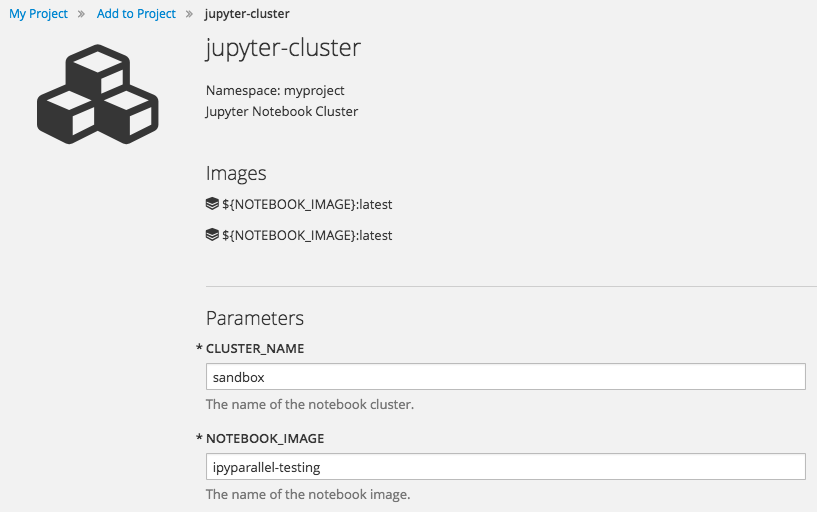 My Project » Add to Project » jupyter-cluster
jupyter-cluster
Namespace: myproject
Jupyter Notebook Cluster
Images
${NOTEBOOK_IMAGE}:latest
${NOTEBOOK_IMAGE}:latest
Parameters
* CLUSTER_NAME
sandbox
The name of the notebook cluster.
* NOTEBOOK_IMAGE
ipyparallel-testing
The name of the notebook image.